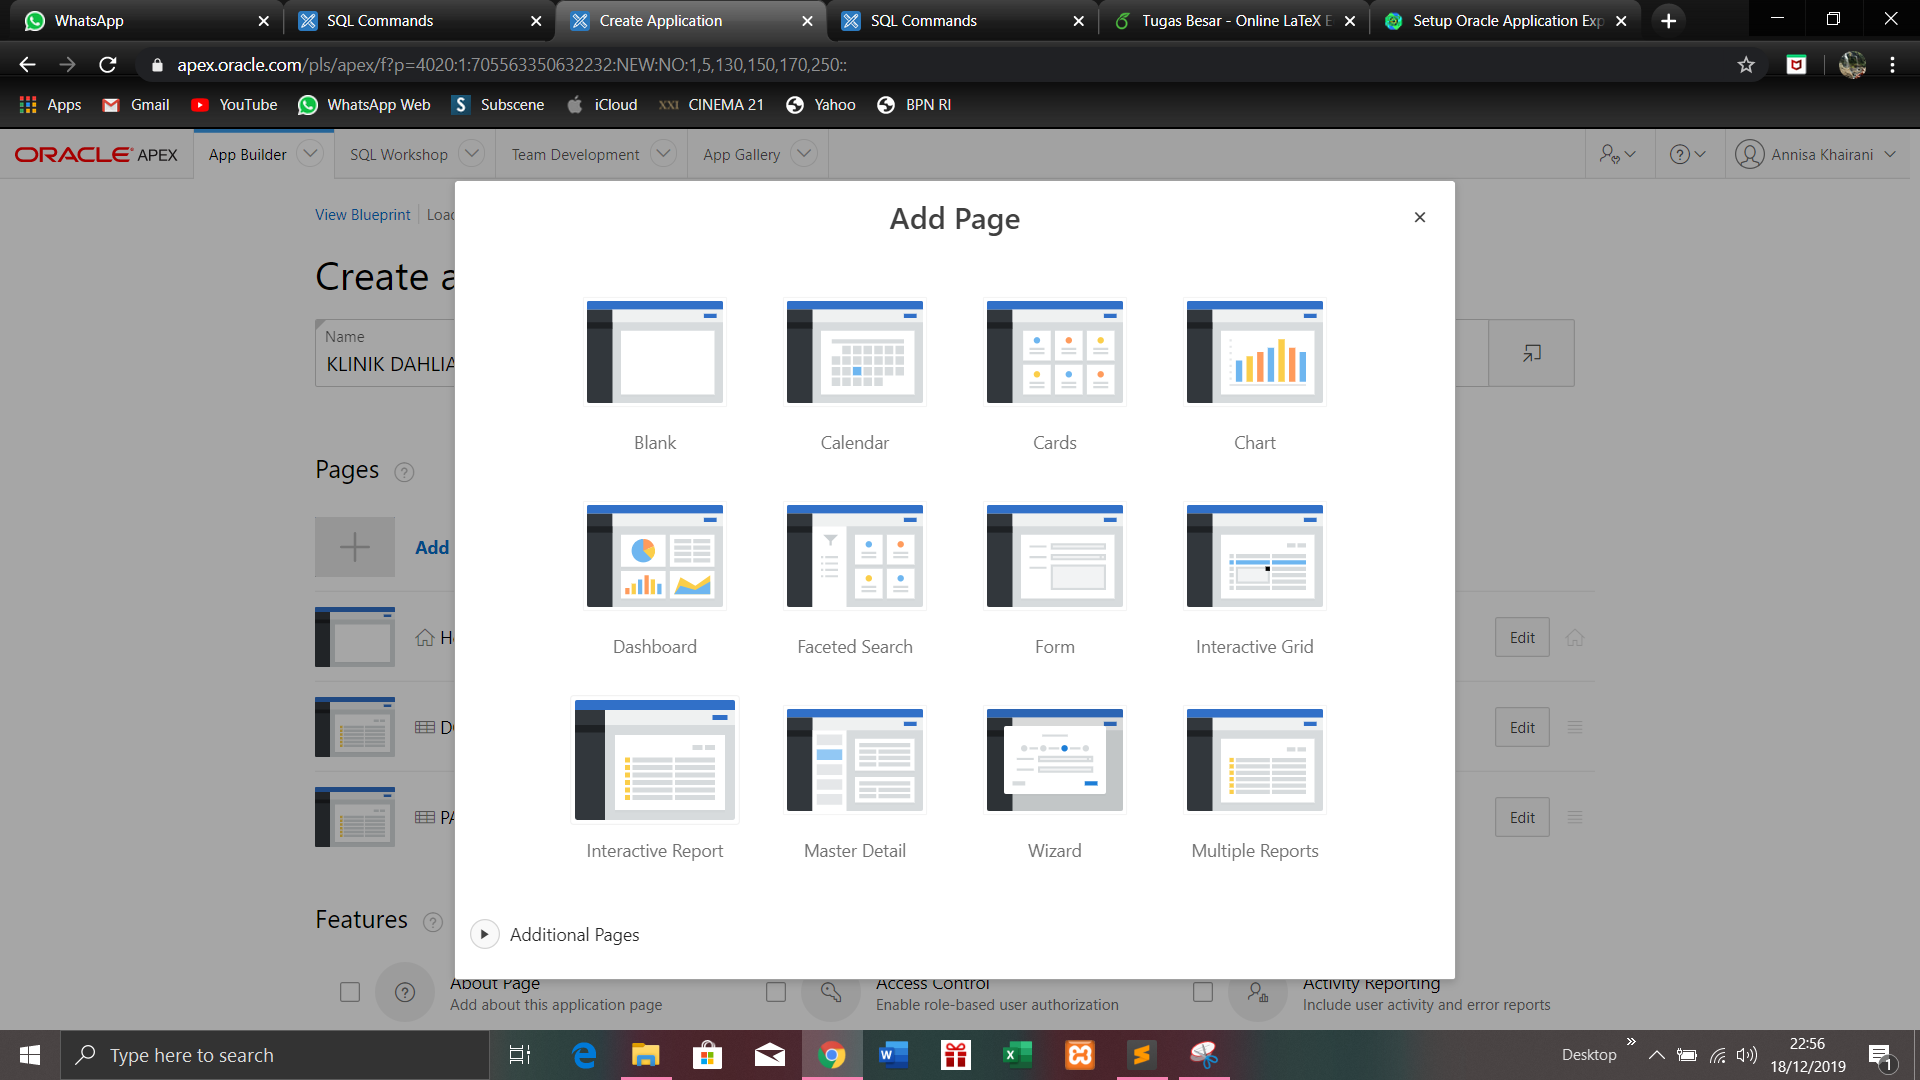 WhatsApp
SQL Commands
Create Application
SQL Commands
Tugas Besar - Online LaTeX E
Setup Oracle Application Exp
apex.oracle.com/pls/apex/f?p=4020:1:705563350632232:NEW:NO:1,5,130,150,170,250::
Apps
Gmail
YouTube
WhatsApp Web
Subscene
iCloud
XXI
CINEMA 21
Yahoo
BPN RI
ORACLE APEX
App Builder
SQL Workshop
Team Development
App Gallery
Annisa Khairani
View Blueprint
Loa
Add Page
Create a
Name
KLINIK DAHLIA
Blank
Calendar
Cards
Chart
Pages
Add
Dashboard
Faceted Search
Form
Interactive Grid
H
Edit
D
Edit
PA
Edit
Interactive Report
Master Detail
Wizard
Multiple Reports
Features
Additional Pages
About Page
Add about this application page
Access Control
Enable role-based user authorization
Activity Reporting
Include user activity and error reports
Type here to search
Desktop
22:56
18/12/2019
1